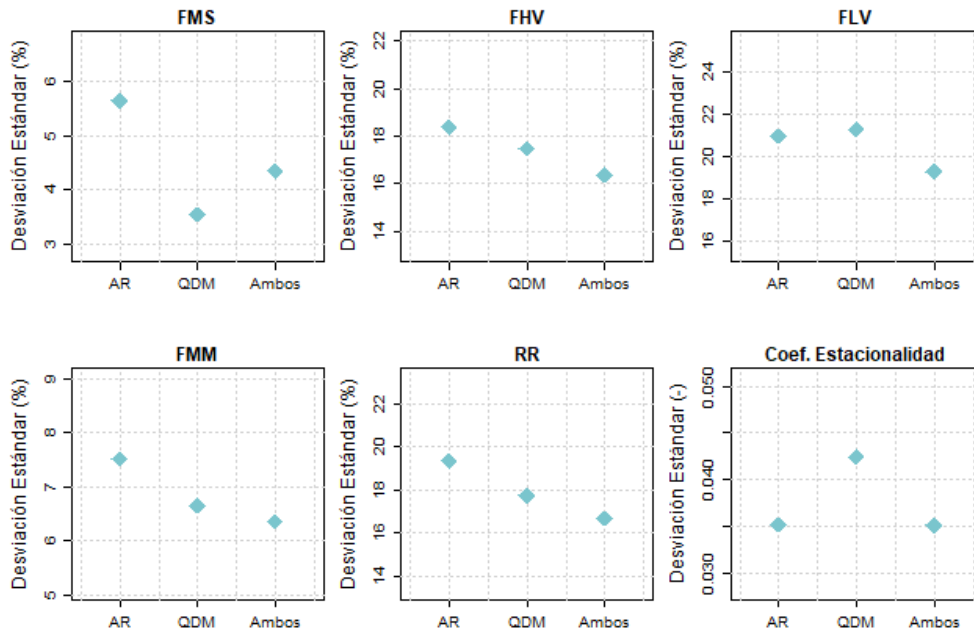 FMS
Desviación Estándar (%)
6
5
4
3
AR QDM Ambos
FHV
Desviación Estándar (%)
22
20
18
16
14
AR QDM Ambos
FLV
Desviación Estándar (%)
24
22
20
18
16
AR QDM Ambos
FMM
Desviación Estándar (%)
9
8
7
6
5
AR QDM Ambos
RR
Desviación Estándar (%)
22
20
18
16
14
AR QDM Ambos
Coef. Estacionalidad
Desviación Estándar (-)
0.050
0.040
0.030
AR QDM Ambos